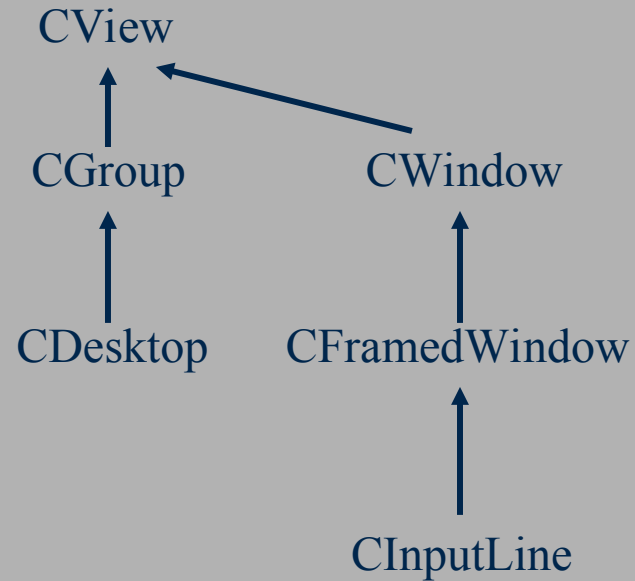 CView
CGroup
CWindow
CDesktop
CFramedWindow
CInputLine